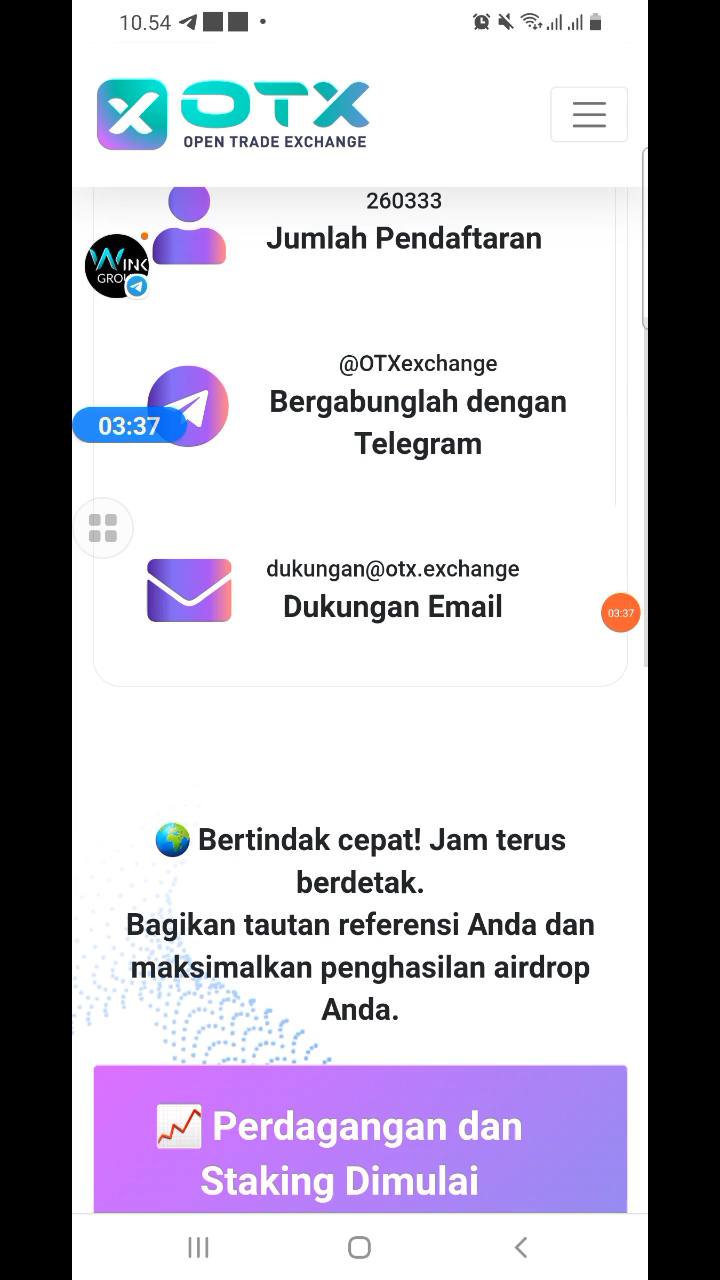 10.54
OTX
OPEN TRADE EXCHANGE
260333
Jumlah Pendaftaran
WINK
GROU
@OTXexchange
Bergabunglah dengan
Telegram
03:37
dukungan@otx.exchange
Dukungan Email
03:37
Bertindak cepat! Jam terus
berdetak.
Bagikan tautan referensi Anda dan
maksimalkan penghasilan airdrop
Anda.
Perdagangan dan
Staking Dimulai